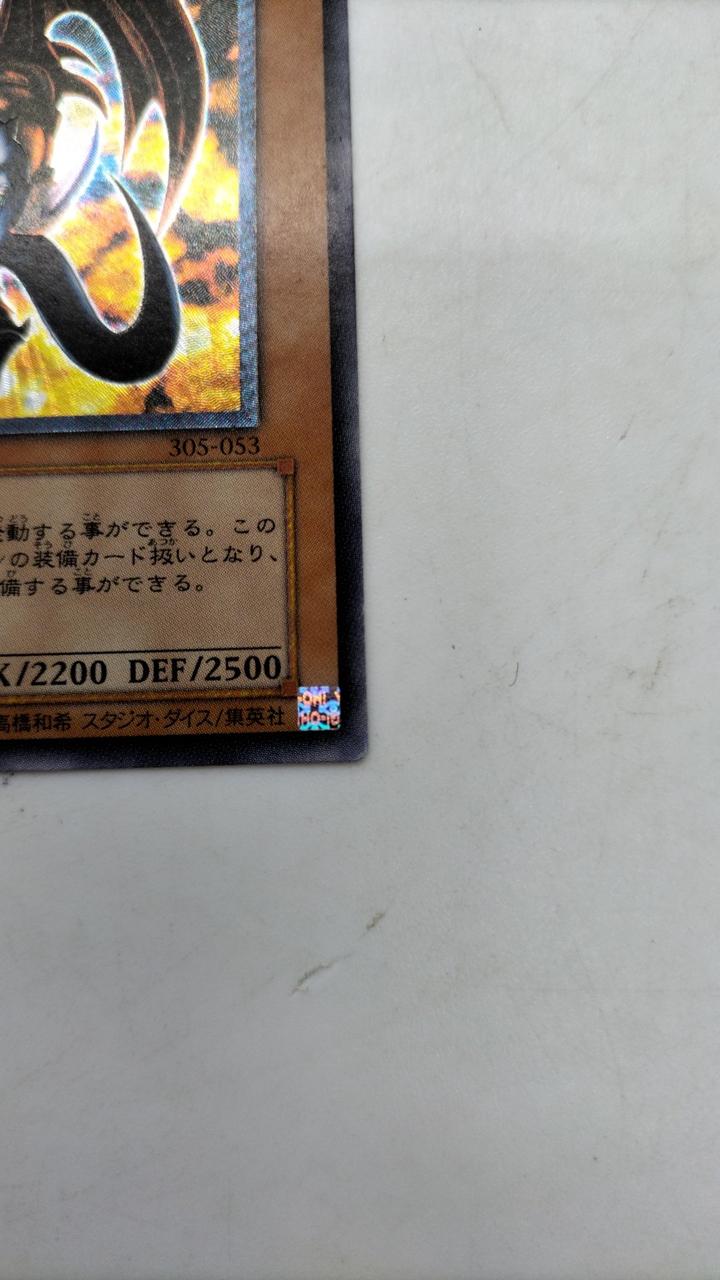 305-053
動する事ができる。この
の装備カード扱いとなり、
備する事ができる。
K/2200 DEF/2500
高橋和希 スタジオ・ダイス/集英社